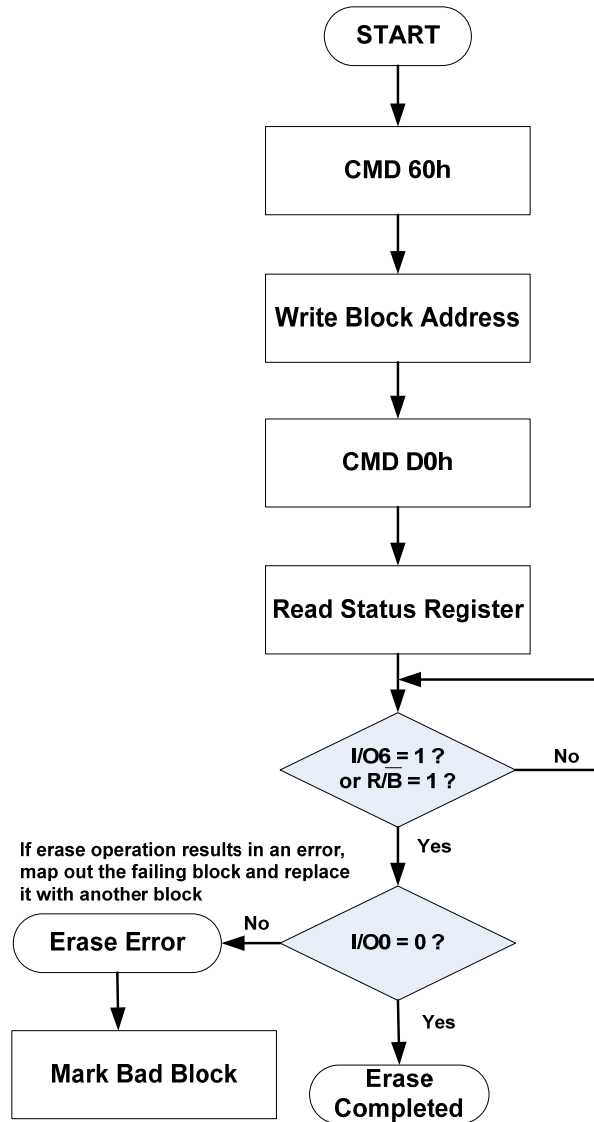 START
CMD 60h
Write Block Address
CMD D0h
Read Status Register
I/O6 = 1 ?
or R/B̅ = 1 ?
No
Yes
If erase operation results in an error,
map out the failing block and replace
it with another block
Erase Error
No
I/O0 = 0 ?
Yes
Mark Bad Block
Erase
Completed